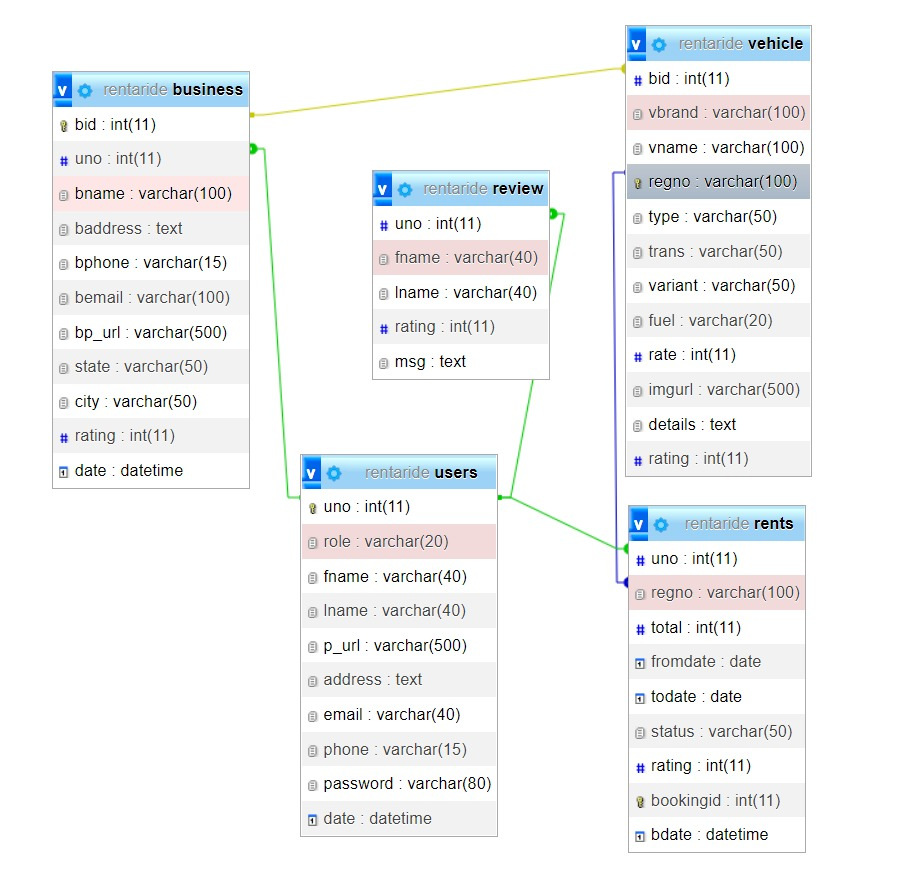 v rentaride business
bid : int(11)
# uno : int(11)
bname : varchar(100)
baddress : text
bphone : varchar(15)
bemail : varchar(100)
bp_url : varchar(500)
state : varchar(50)
city : varchar(50)
# rating : int(11)
date : datetime
v rentaride review
# uno : int(11)
fname : varchar(40)
lname : varchar(40)
# rating : int(11)
msg : text
v rentaride users
uno : int(11)
role : varchar(20)
fname : varchar(40)
lname : varchar(40)
p_url : varchar(500)
address : text
email : varchar(40)
phone : varchar(15)
password : varchar(80)
date : datetime
v rentaride vehicle
# bid : int(11)
vbrand : varchar(100)
vname : varchar(100)
regno : varchar(100)
type : varchar(50)
trans : varchar(50)
variant : varchar(50)
fuel : varchar(20)
# rate : int(11)
imgurl : varchar(500)
details : text
# rating : int(11)
v rentaride rents
# uno : int(11)
regno : varchar(100)
# total : int(11)
fromdate : date
todate : date
status : varchar(50)
# rating : int(11)
bookingid : int(11)
bdate : datetime